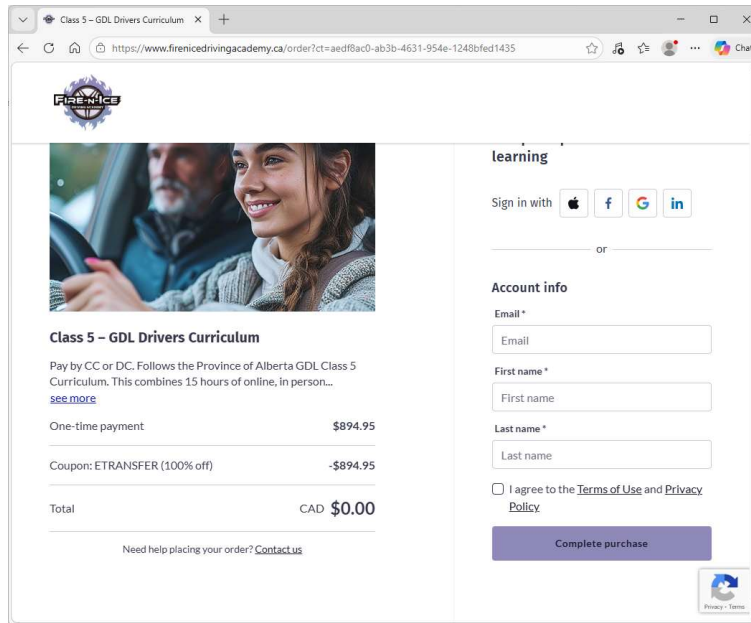 Class 5 – GDL Drivers Curriculum
https://www.firenicedrivingacademy.ca/order?ct=aedf8ac0-ab3b-4631-954e-1248bfed1435
Chat
FIRE-N-ICE
DRIVING ACADEMY
learning
Sign in with
or
Account info
Email *
Email
First name *
First name
Last name *
Last name
I agree to the Terms of Use and Privacy
Policy
Complete purchase
Class 5 – GDL Drivers Curriculum
Pay by CC or DC. Follows the Province of Alberta GDL Class 5
Curriculum. This combines 15 hours of online, in person...
see more
One-time payment $894.95
Coupon: ETRANSFER (100% off) -$894.95
Total CAD $0.00
Need help placing your order? Contact us
Privacy - Terms